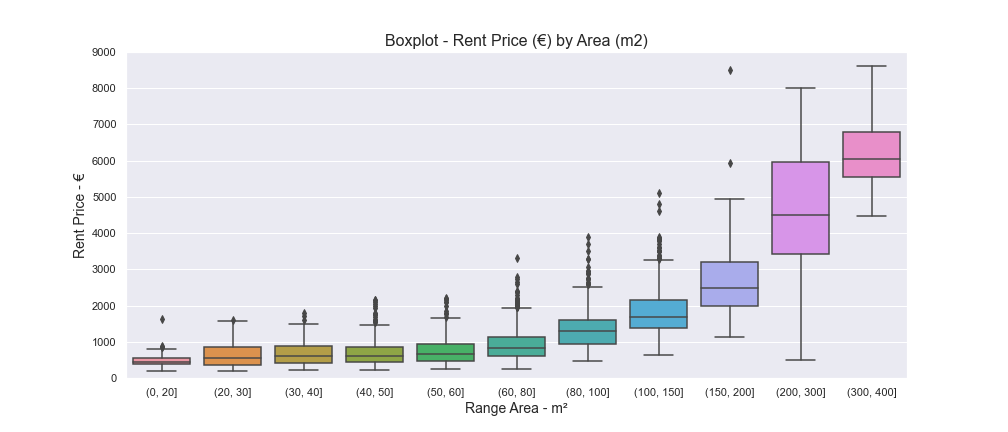 Boxplot - Rent Price (€) by Area (m2)
9000
8000
7000
6000
5000
4000
3000
2000
1000
0
Rent Price - €
(0, 20] (20, 30] (30, 40] (40, 50] (50, 60] (60, 80] (80, 100] (100, 150] (150, 200] (200, 300] (300, 400]
Range Area - m²